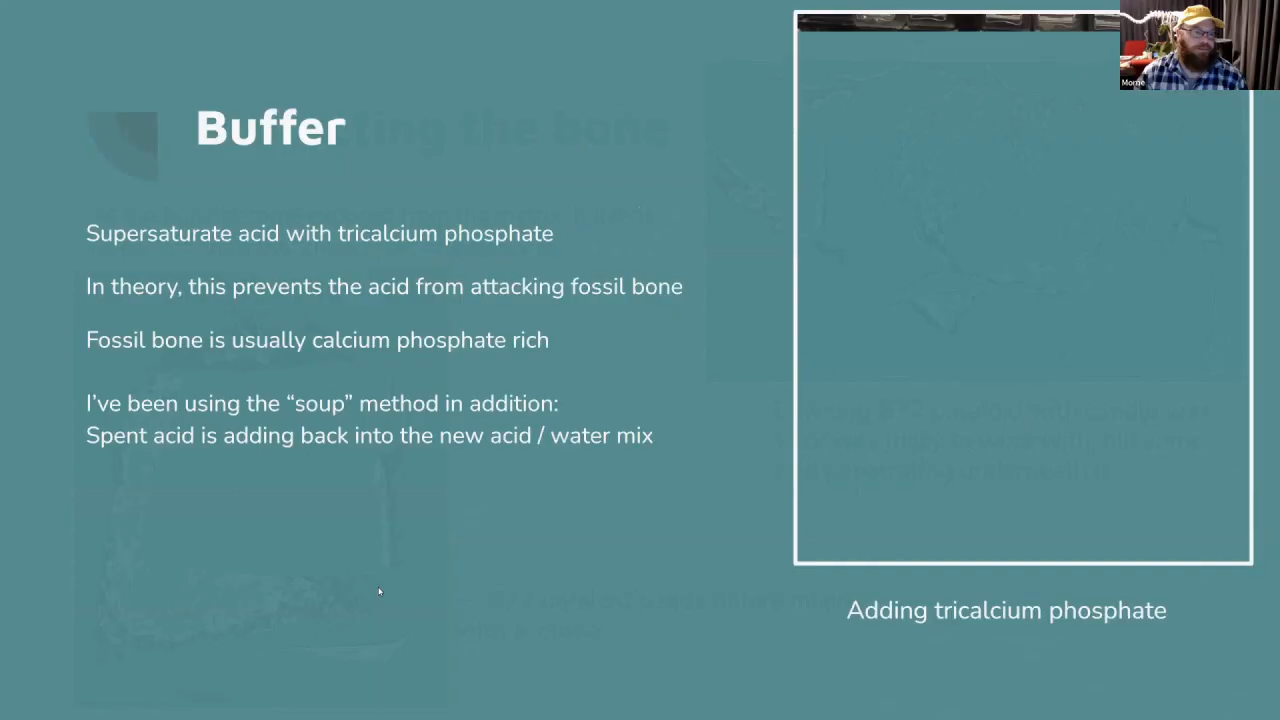 Buffer
Supersaturate acid with tricalcium phosphate
In theory, this prevents the acid from attacking fossil bone
Fossil bone is usually calcium phosphate rich
I’ve been using the “soup” method in addition:
Spent acid is adding back into the new acid / water mix
Adding tricalcium phosphate